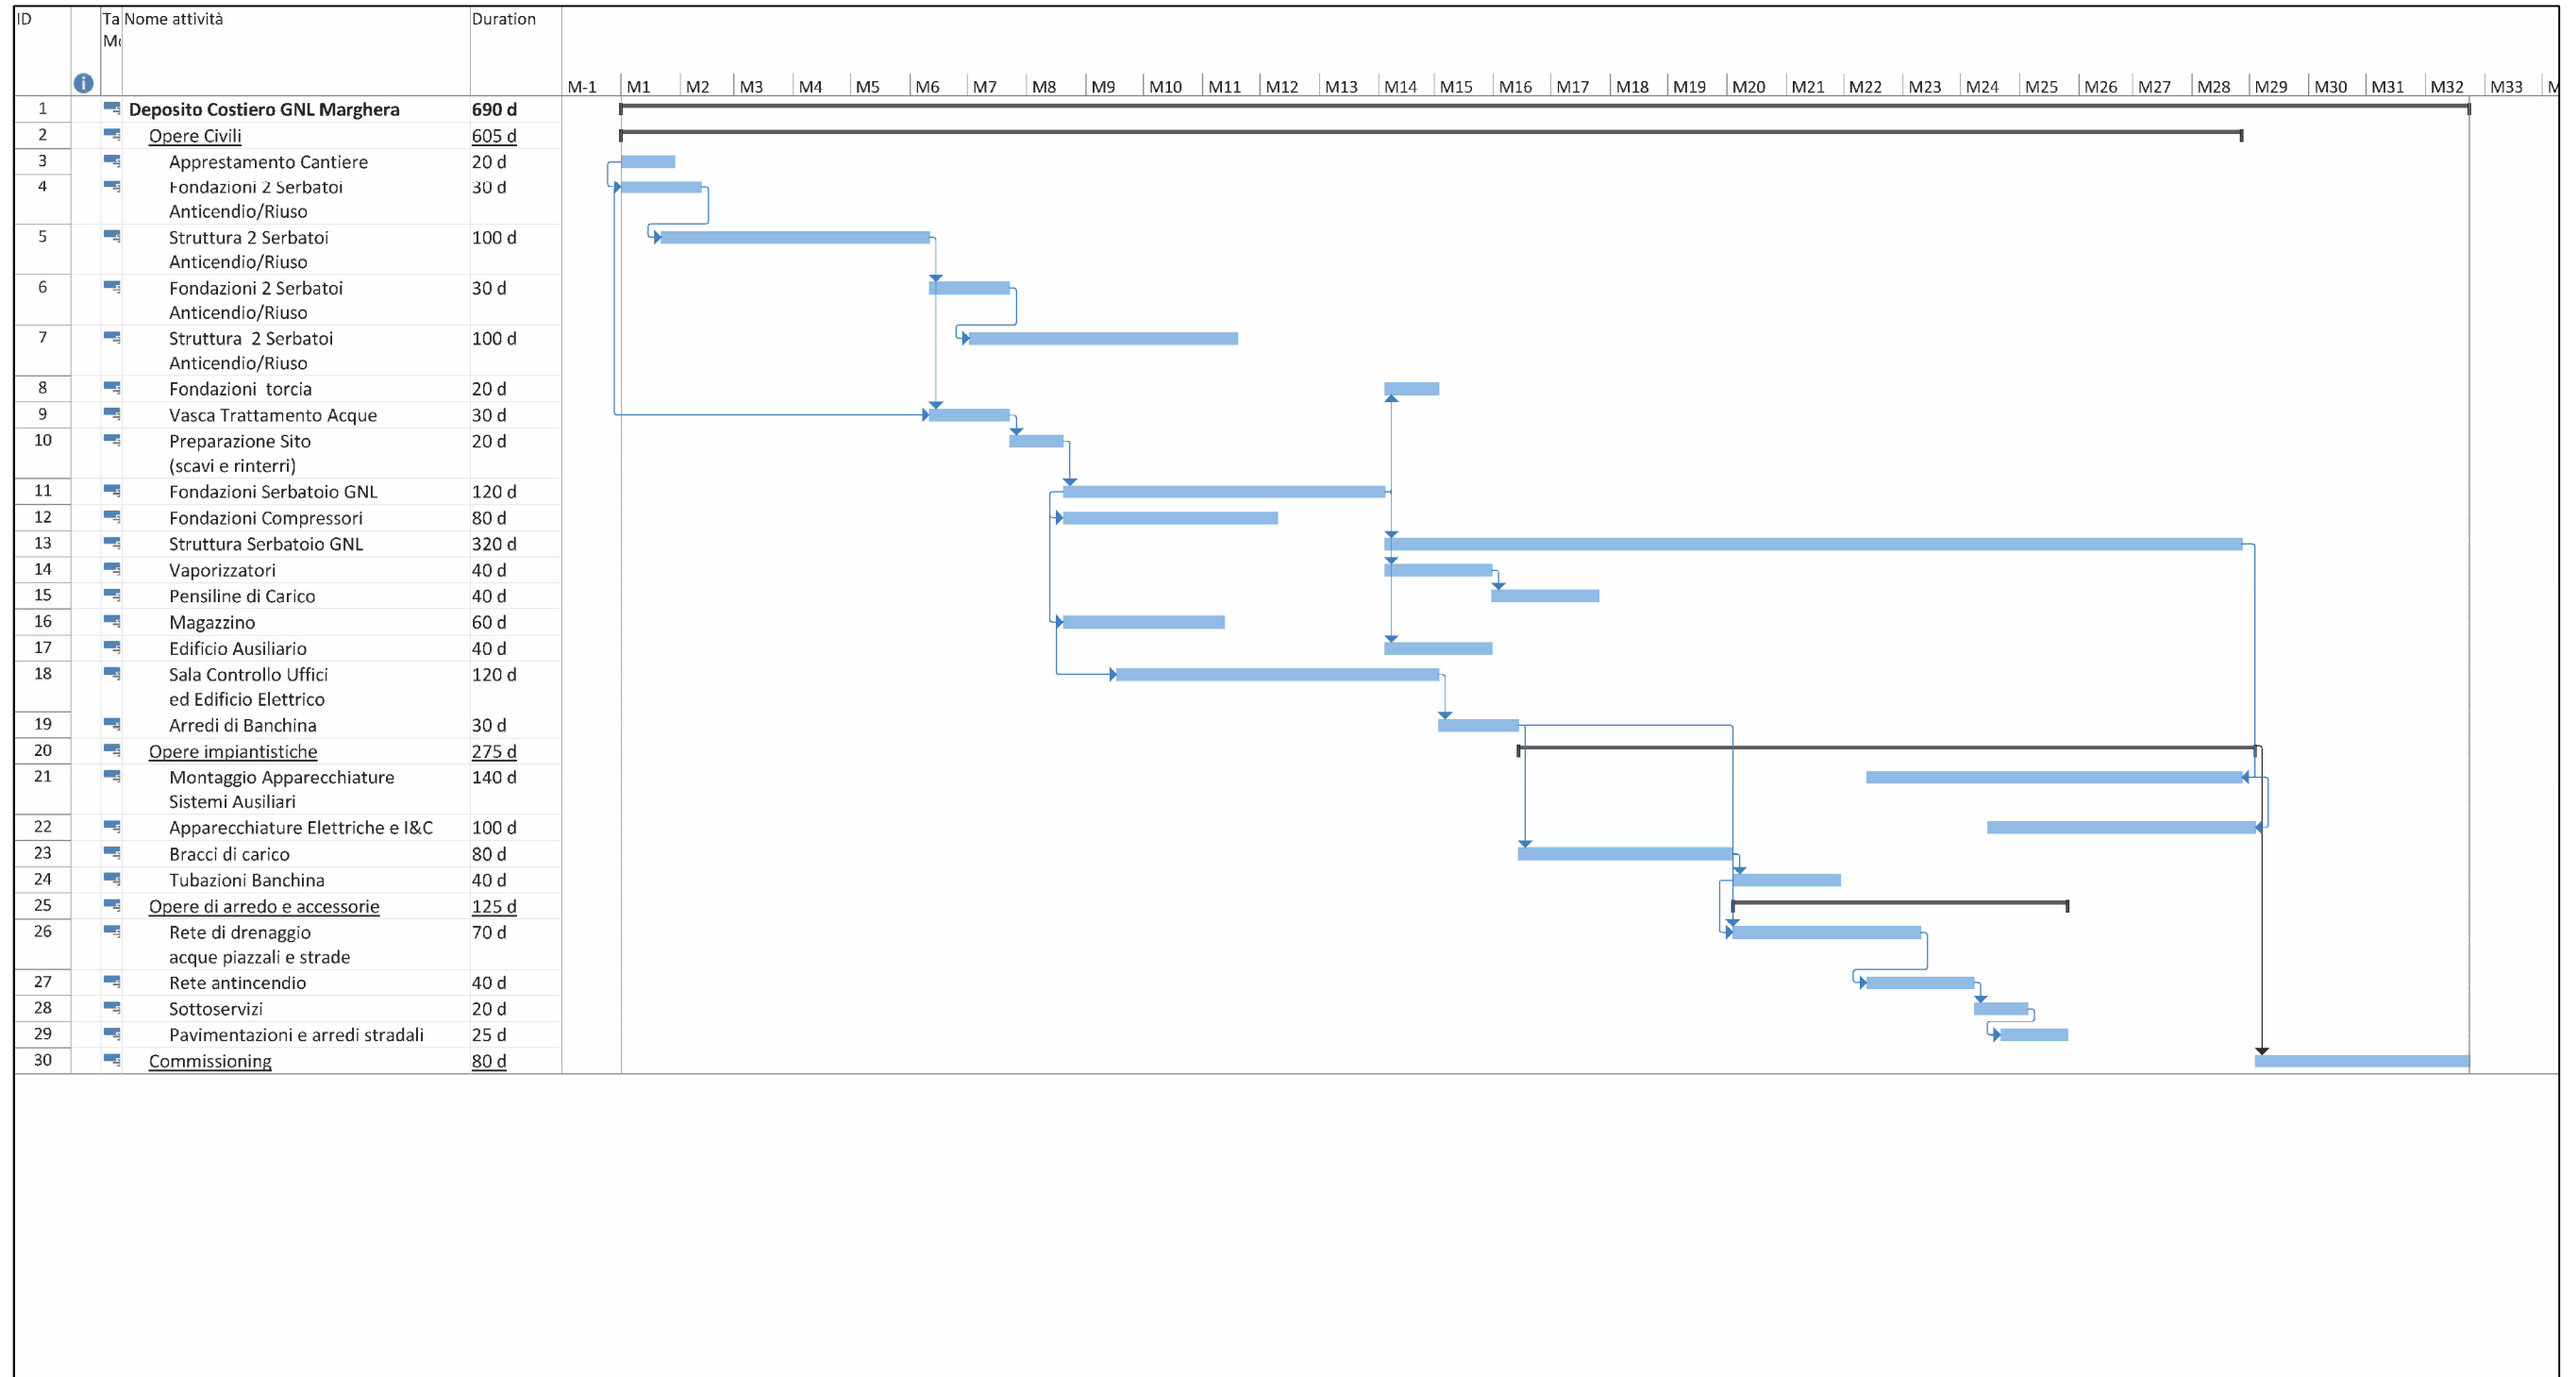 ID Ta Nome attività Duration
Mo
i M-1 M1 M2 M3 M4 M5 M6 M7 M8 M9 M10 M11 M12 M13 M14 M15 M16 M17 M18 M19 M20 M21 M22 M23 M24 M25 M26 M27 M28 M29 M30 M31 M32 M33 M
1 Deposito Costiero GNL Marghera 690 d
2 Opere Civili 605 d
3 Apprestamento Cantiere 20 d
4 Fondazioni 2 Serbatoi 30 d
Anticendio/Riuso
5 Struttura 2 Serbatoi 100 d
Anticendio/Riuso
6 Fondazioni 2 Serbatoi 30 d
Anticendio/Riuso
7 Struttura 2 Serbatoi 100 d
Anticendio/Riuso
8 Fondazioni torcia 20 d
9 Vasca Trattamento Acque 30 d
10 Preparazione Sito 20 d
(scavi e rinterri)
11 Fondazioni Serbatoio GNL 120 d
12 Fondazioni Compressori 80 d
13 Struttura Serbatoio GNL 320 d
14 Vaporizzatori 40 d
15 Pensiline di Carico 40 d
16 Magazzino 60 d
17 Edificio Ausiliario 40 d
18 Sala Controllo Uffici 120 d
ed Edificio Elettrico
19 Arredi di Banchina 30 d
20 Opere impiantistiche 275 d
21 Montaggio Apparecchiature 140 d
Sistemi Ausiliari
22 Apparecchiature Elettriche e I&C 100 d
23 Bracci di carico 80 d
24 Tubazioni Banchina 40 d
25 Opere di arredo e accessorie 125 d
26 Rete di drenaggio 70 d
acque piazzali e strade
27 Rete antincendio 40 d
28 Sottoservizi 20 d
29 Pavimentazioni e arredi stradali 25 d
30 Commissioning 80 d